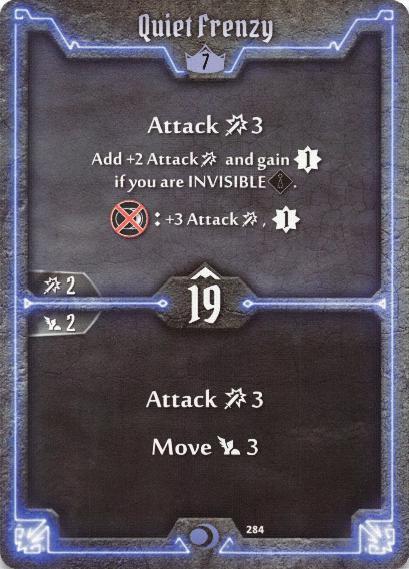 Quiet Frenzy
7
Attack 3
Add +2 Attack and gain 1
if you are INVISIBLE .
: +3 Attack , 1
2
19
2
Attack 3
Move 3
284